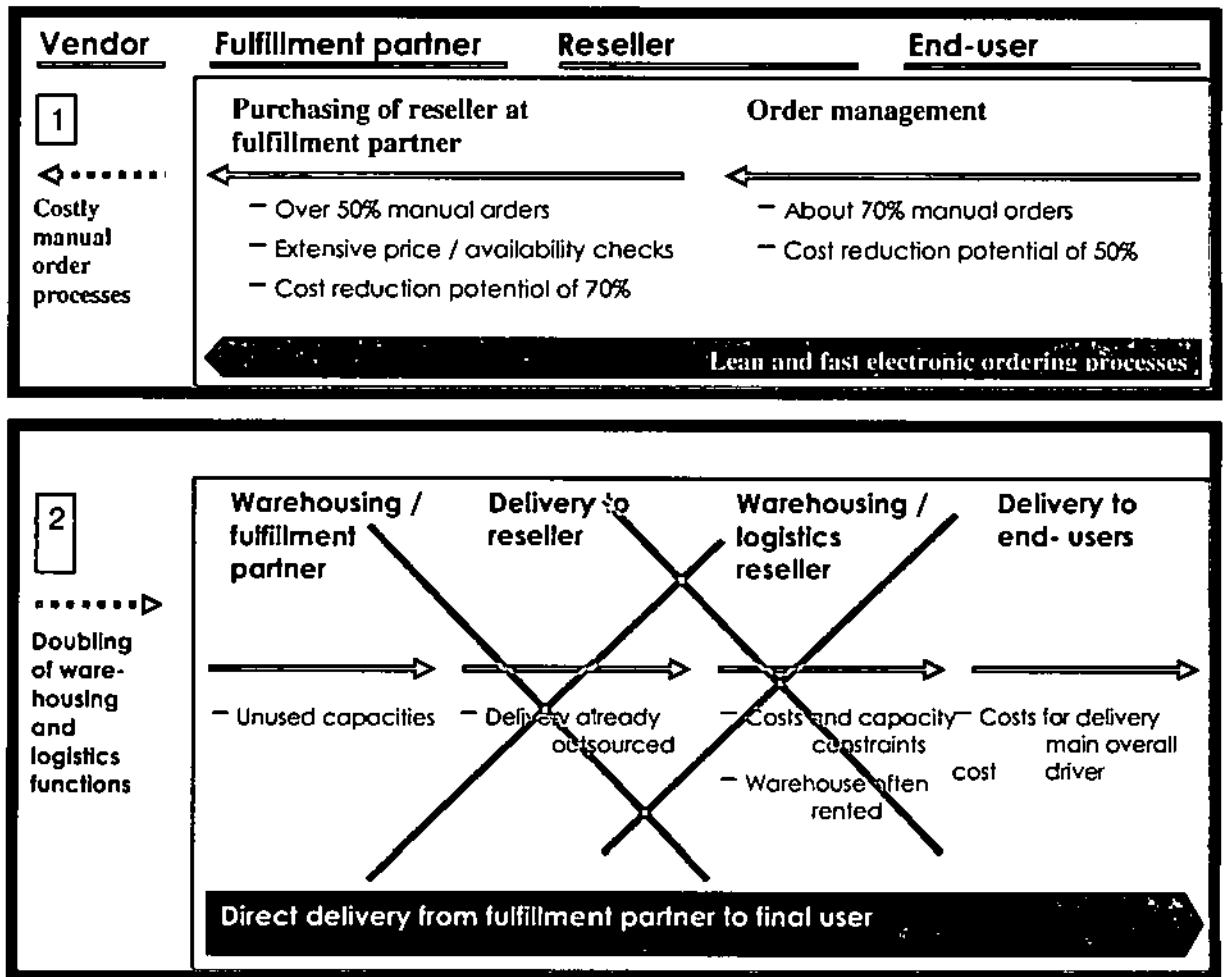 Vendor Fulfillment partner Reseller End-user
1
Costly
manual
order
processes
Purchasing of reseller at
fulfillment partner
– Over 50% manual arders
– Extensive price / availability checks
– Cost reduction potentiol of 70%
Order management
– About 70% manual orders
– Cost reduction potential of 50%
Lean and fast electronic ordering processes
2
Doubling
of ware-
housing
and
logistics
functions
Warehousing /
fulfillment
partner
– Unused capacities
Delivery to
reseller
– Delivery already
outsourced
Warehousing /
logistics
reseller
– Costs and capacity
constraints
– Warehouse often
rented
Delivery to
end- users
– Costs for delivery
main overall
cost driver
Direct delivery from fulfillment partner to final user